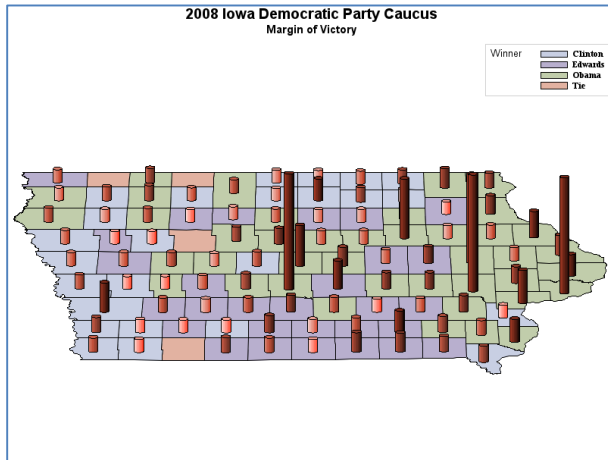 2008 Iowa Democratic Party Caucus
Margin of Victory
Winner
Clinton
Edwards
Obama
Tie